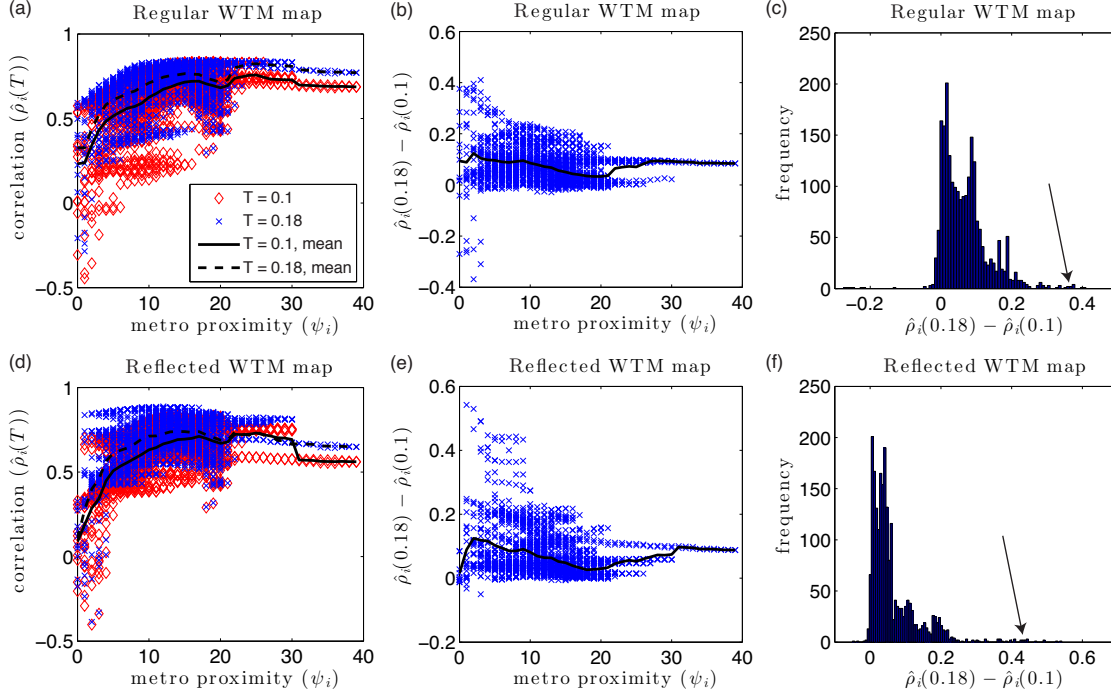 (a) Regular WTM map
correlation (ρ̂ᵢ(T))
1
0.5
0
−0.5
0 10 20 30 40
metro proximity (ψᵢ)
T = 0.1
T = 0.18
T = 0.1, mean
T = 0.18, mean
(b) Regular WTM map
ρ̂ᵢ(0.18) − ρ̂ᵢ(0.1)
0.6
0.4
0.2
0
0.2
0.4
0 10 20 30 40
metro proximity (ψᵢ)
(c) Regular WTM map
frequency
250
200
150
100
50
0
−0.2 0 0.2 0.4
ρ̂ᵢ(0.18) − ρ̂ᵢ(0.1)
(d) Reflected WTM map
correlation (ρ̂ᵢ(T))
1
0.5
0
−0.5
0 10 20 30 40
metro proximity (ψᵢ)
(e) Reflected WTM map
ρ̂ᵢ(0.18) − ρ̂ᵢ(0.1)
0.6
0.4
0.2
0
−0.2
0 10 20 30 40
metro proximity (ψᵢ)
(f) Reflected WTM map
frequency
250
200
150
100
50
0
0 0.2 0.4 0.6
ρ̂ᵢ(0.18) − ρ̂ᵢ(0.1)